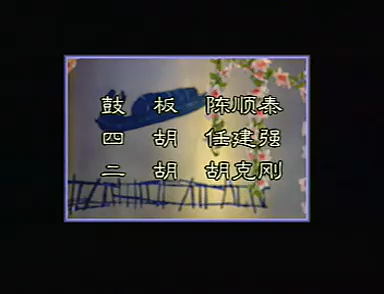 鼓 板 陈顺泰
四 胡 任建强
二 胡 胡克刚